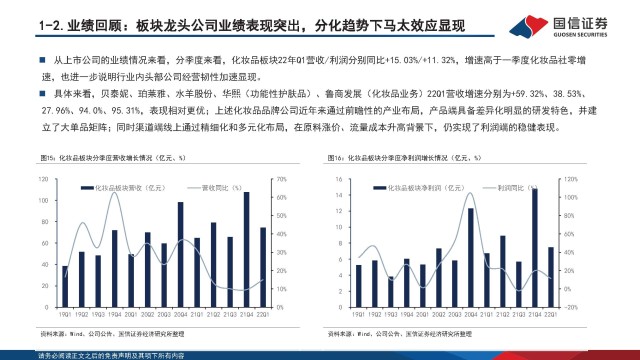 1-2.业绩回顾：板块龙头公司业绩表现突出，分化趋势下马太效应显现
国信证券
GUOSEN SECURITIES
■ 从上市公司的业绩情况来看，分季度来看，化妆品板块22年Q1营收/利润分别同比+15.03%/+11.32%，增速高于一季度化妆品社零增
速，也进一步说明行业内头部公司经营韧性加速显现。
■ 具体来看，贝泰妮、珀莱雅、水羊股份、华熙（功能性护肤品）、鲁商发展（化妆品业务）22Q1营收增速分别为+59.32%、38.53%、
27.96%、94.0%、95.31%，表现相对更优；上述化妆品品牌公司近年来通过前瞻性的产业布局，产品端具备差异化明显的研发特色，并建
立了大单品矩阵；同时渠道端线上通过精细化和多元化布局，在原料涨价、流量成本升高背景下，仍实现了利润端的稳健表现。
图15：化妆品板块分季度营收增长情况（亿元、%）
化妆品板块营收（亿元） 营收同比（%）
120
100
80
60
40
20
0
70%
60%
50%
40%
30%
20%
10%
0%
19Q1 19Q2 19Q3 19Q4 20Q1 20Q2 20Q3 20Q4 21Q1 21Q2 21Q3 21Q4 22Q1
资料来源：Wind、公司公告、国信证券经济研究所整理
图16：化妆品板块分季度净利润增长情况（亿元、%）
化妆品板块净利润（亿元） 利润同比（%）
16
14
12
10
8
6
4
2
0
120%
100%
80%
60%
40%
20%
0%
-20%
19Q1 19Q2 19Q3 19Q4 20Q1 20Q2 20Q3 20Q4 21Q1 21Q2 21Q3 21Q4 22Q1
资料来源：Wind、公司公告、国信证券经济研究所整理
请务必阅读正文之后的免责声明及其项下所有内容